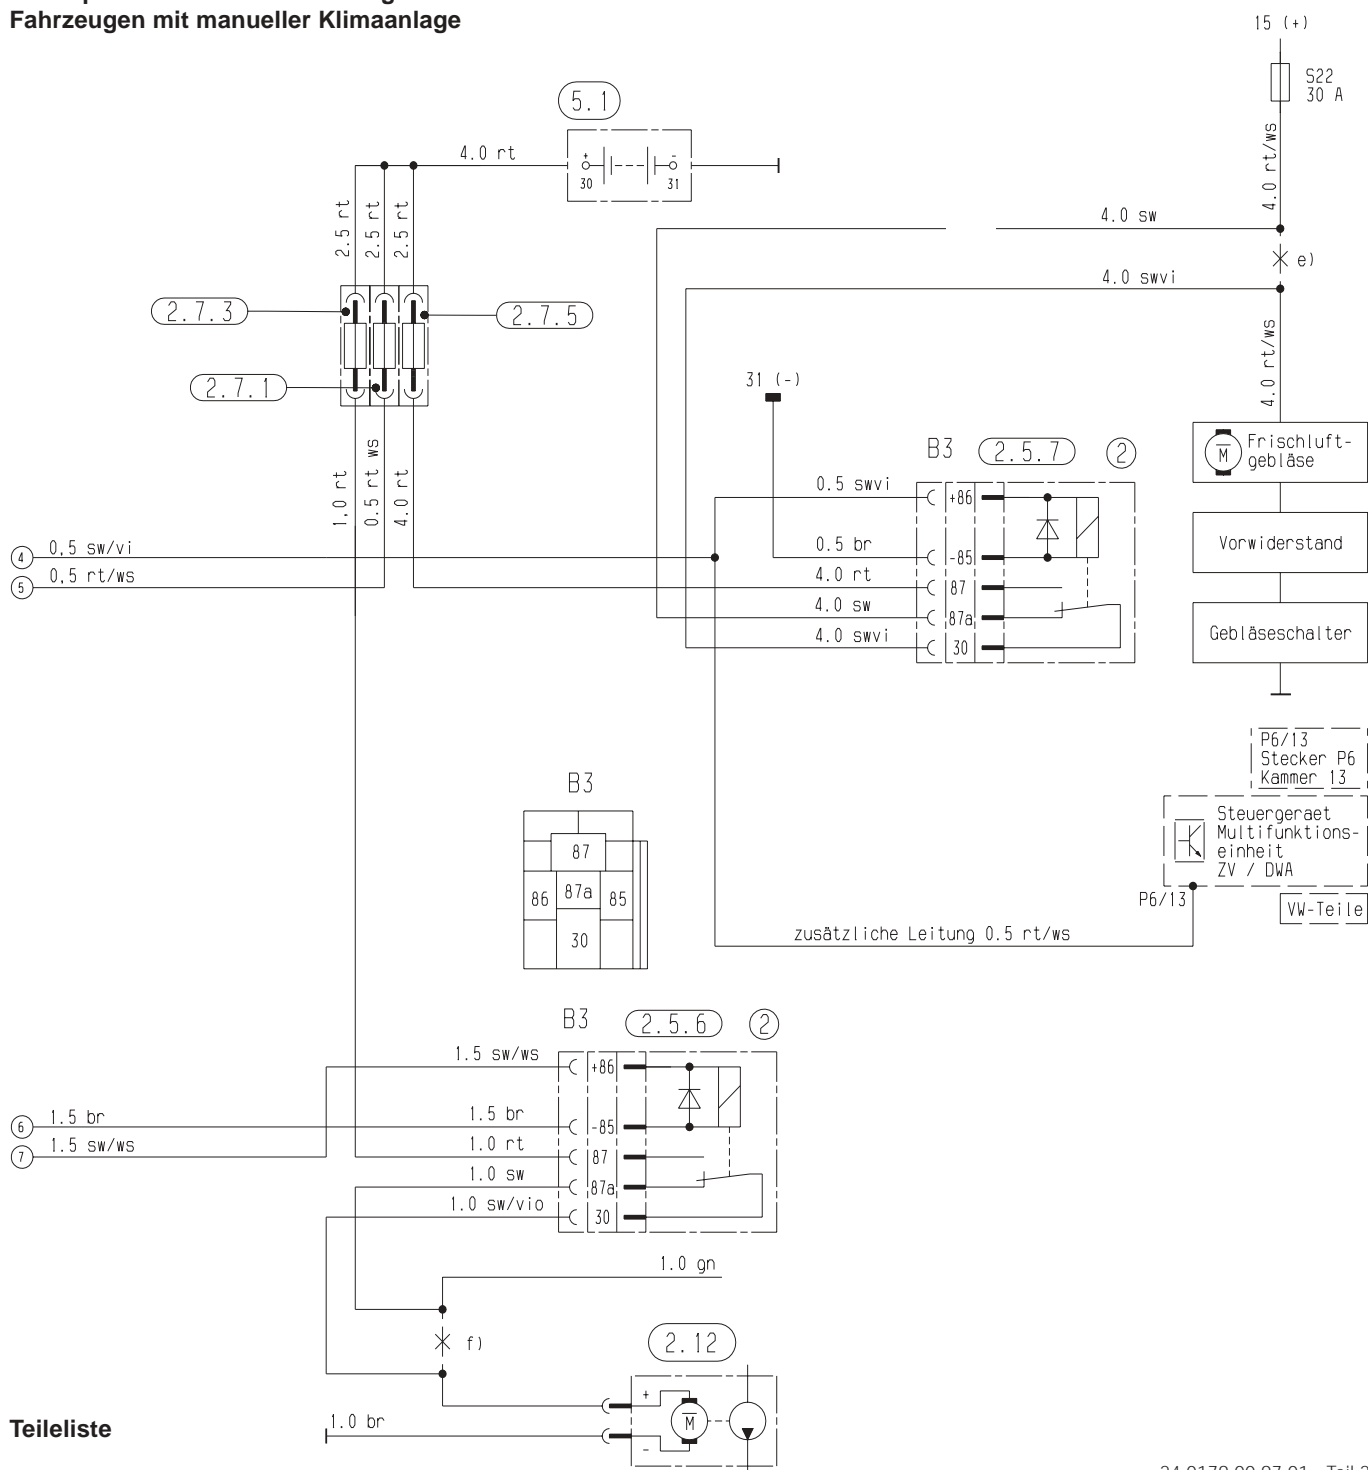 Fahrzeugen mit manueller Klimaanlage
15 (+)
S22
30 A
5.1
4.0 rt
+
30
-
31
4.0 rt/ws
2.5 rt
2.5 rt
2.5 rt
4.0 sw
e)
4.0 swvi
2.7.3
2.7.5
4.0 rt/ws
2.7.1
31 (-)
Frischluft-
gebläse
M
B3
2.5.7
2
1.0 rt
0.5 rt ws
4.0 rt
0.5 swvi
+86
4
0.5 sw/vi
0.5 br
-85
Vorwiderstand
5
0.5 rt/ws
4.0 rt
87
4.0 sw
87a
4.0 swvi
30
Gebläseschalter
P6/13
Stecker P6
Kammer 13
B3
87
86
87a
85
30
Steuergeraet
Multifunktions-
einheit
ZV / DWA
P6/13
VW-Teile
zusätzliche Leitung 0.5 rt/ws
B3
2.5.6
2
1.5 sw/ws
+86
6
1.5 br
1.5 br
-85
7
1.5 sw/ws
1.0 rt
87
1.0 sw
87a
1.0 sw/vio
30
1.0 gn
f)
2.12
+
M
-
Teileliste
1.0 br